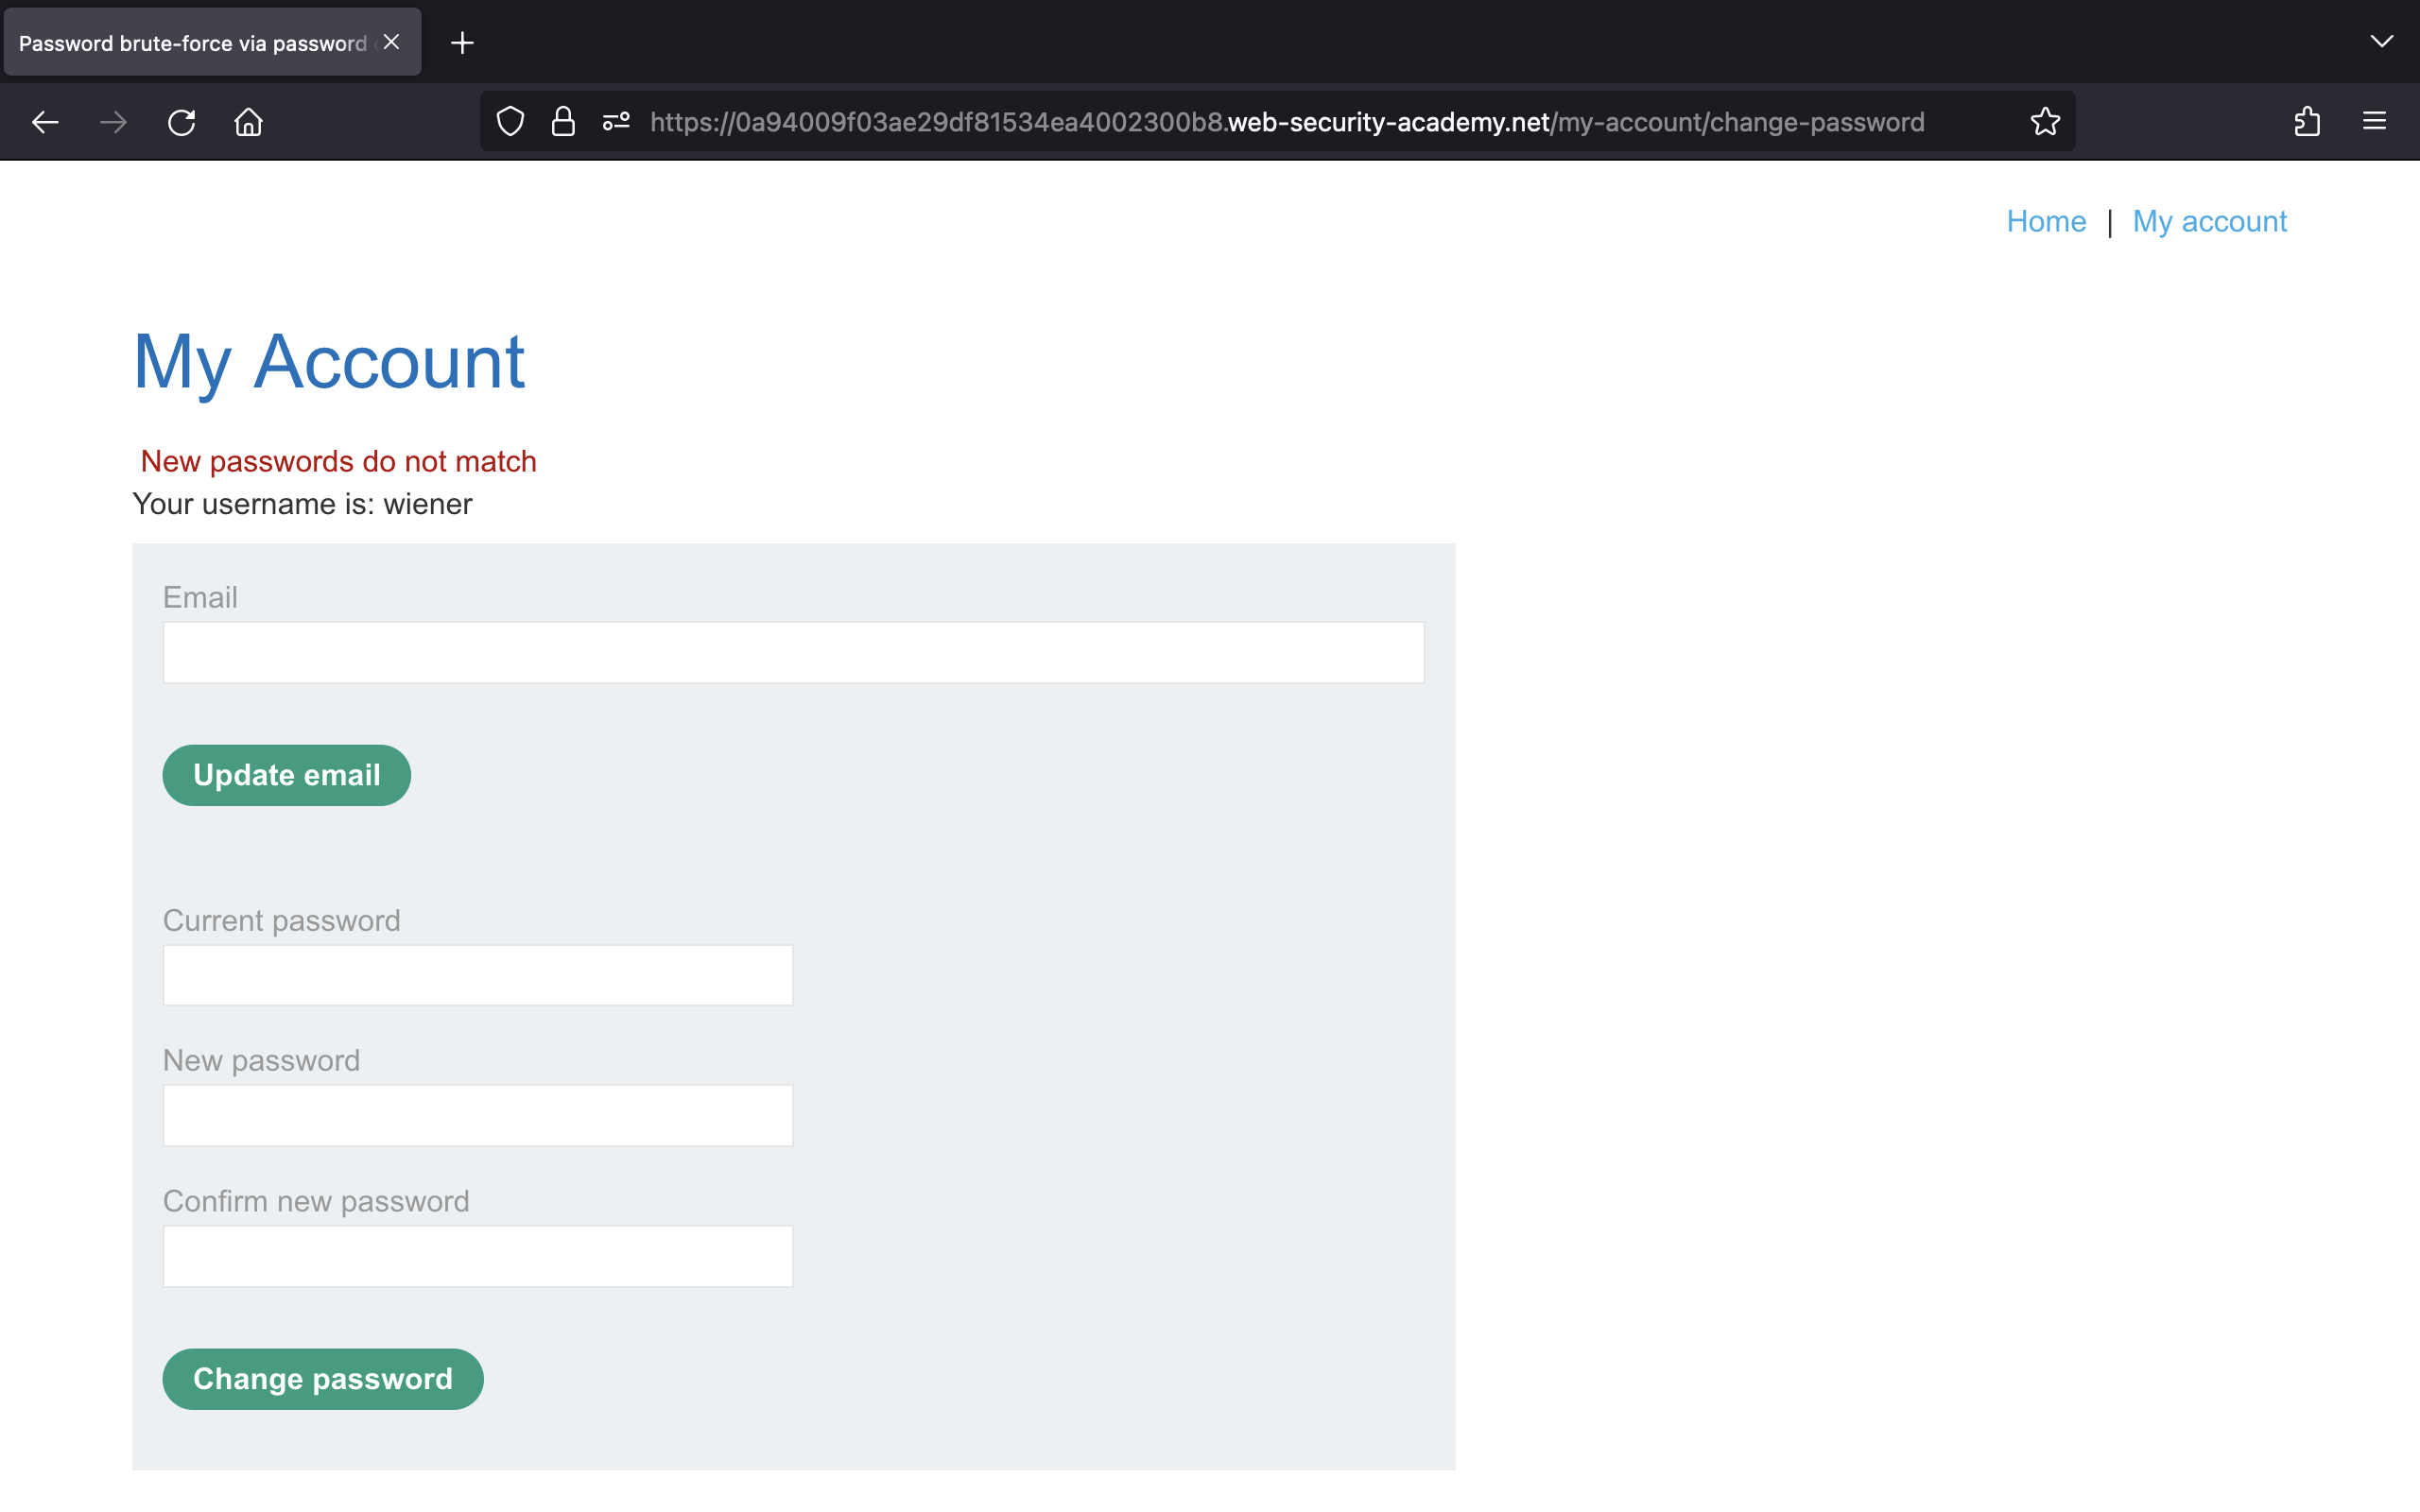 Password brute-force via password
https://0a94009f03ae29df81534ea4002300b8.web-security-academy.net/my-account/change-password
Home | My account
My Account
New passwords do not match
Your username is: wiener
Email
Update email
Current password
New password
Confirm new password
Change password